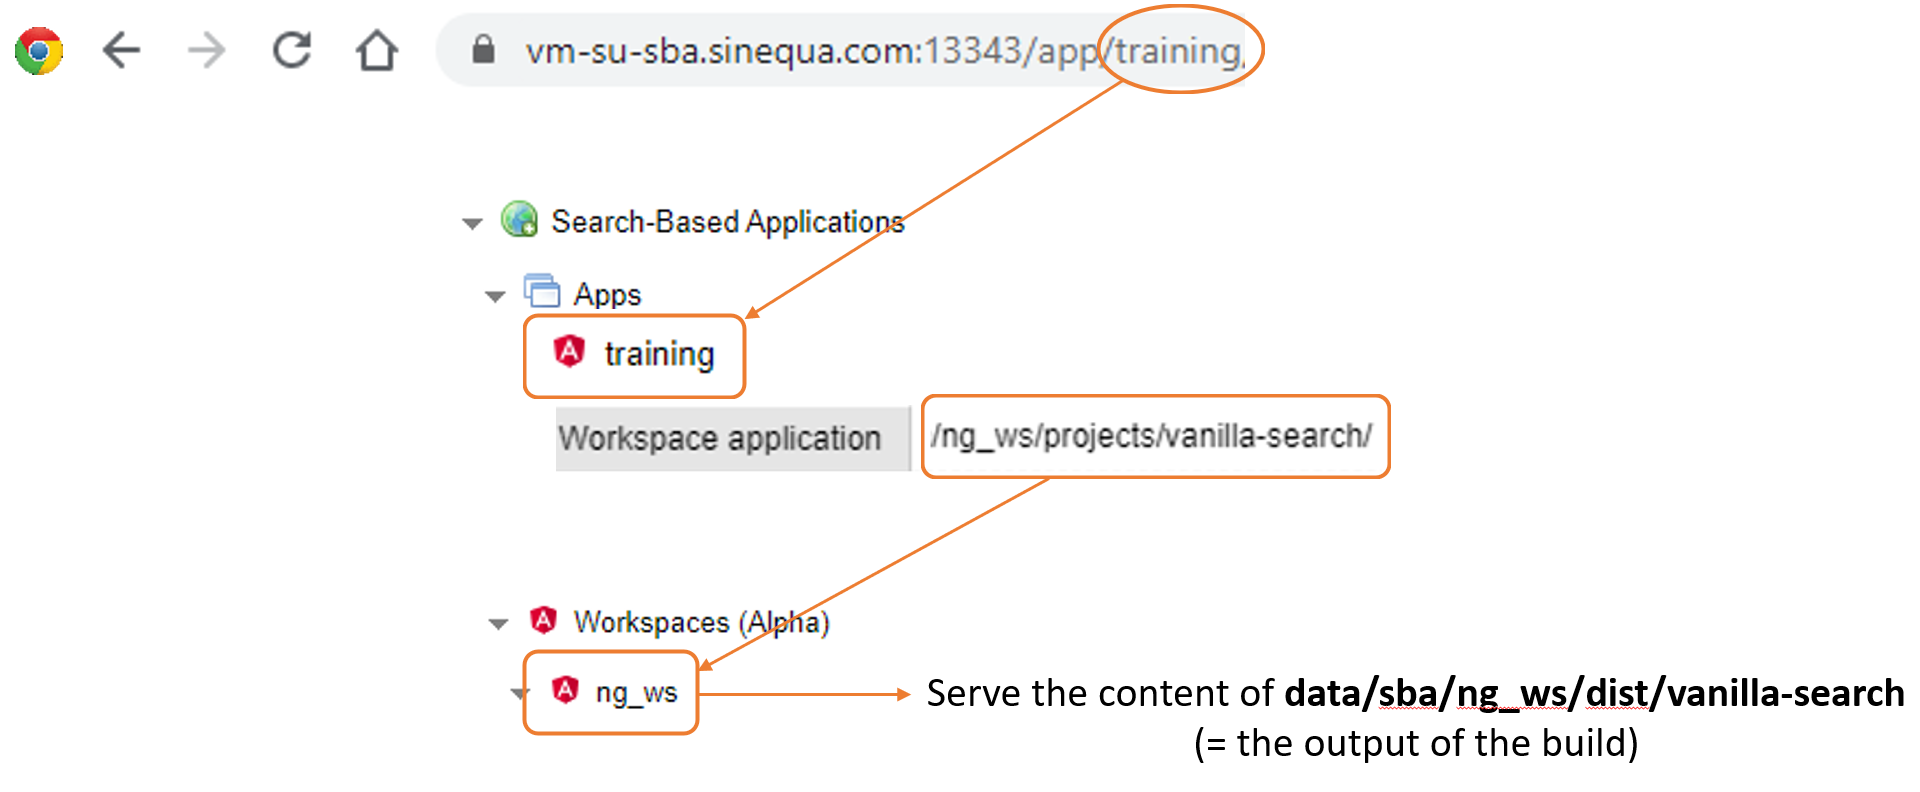 vm-su-sba.sinequa.com:13343/app/training/
Search-Based Applications
Apps
training
Workspace application
/ng_ws/projects/vanilla-search/
Workspaces (Alpha)
ng_ws
Serve the content of data/sba/ng_ws/dist/vanilla-search
(= the output of the build)